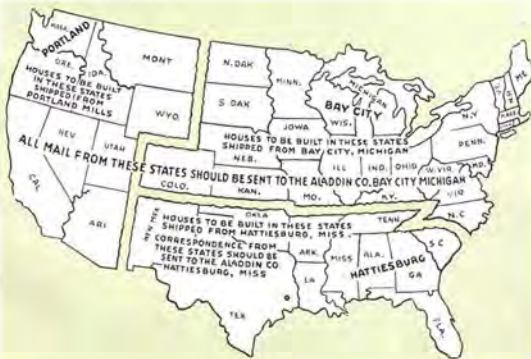 WASH.
PORTLAND
ORE. IDA.
MONT
HOUSES TO BE BUILT
IN THESE STATES
SHIPPED FROM
PORTLAND MILLS
WYO.
N. DAK
S DAK
MINN.
MICHIGAN
BAY CITY
WIS.
IOWA
HOUSES TO BE BUILT IN THESE STATES
SHIPPED FROM BAY CITY, MICHIGAN
ME.
N.Y
MASS
PENN.
NEV
UTAH
NEB.
ILL
IND.
OHIO
W.VIR.
MD.
ALL MAIL FROM THESE STATES SHOULD BE SENT TO THE ALADDIN CO, BAY CITY MICHIGAN
CAL
COLO.
KAN.
MO.
KY.
VIR
N.C
ARI
NEW MEX
OKLA
TENN.
HOUSES TO BE BUILT IN THESE STATES
SHIPPED FROM HATTIESBURG, MISS.
CORRESPONDENCE FROM
THESE STATES SHOULD BE
SENT TO THE ALADDIN CO
HATTIESBURG, MISS
ARK.
MISS
ALA.
S C
HATTIESBURG
GA
LA
TEX
FLA.